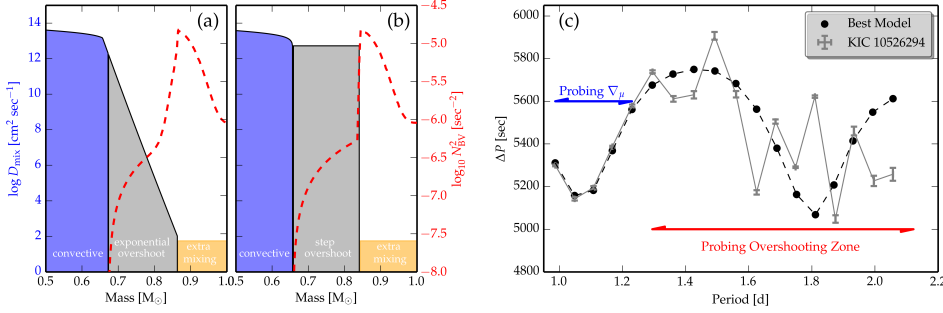 (a)
14
12
10
8
6
4
2
0
log D_mix [cm² sec⁻¹]
convective
exponential
overshoot
extra
mixing
0.5 0.6 0.7 0.8 0.9 1.0
Mass [M☉]
(b)
convective
step
overshoot
extra
mixing
0.5 0.6 0.7 0.8 0.9 1.0
Mass [M☉]
−4.5
−5.0
−5.5
−6.0
−6.5
−7.0
−7.5
−8.0
log₁₀ N²_BV [sec⁻²]
(c)
Best Model
KIC 10526294
Probing ∇_μ
Probing Overshooting Zone
6000
5800
5600
5400
5200
5000
4800
ΔP [sec]
1.0 1.2 1.4 1.6 1.8 2.0 2.2
Period [d]